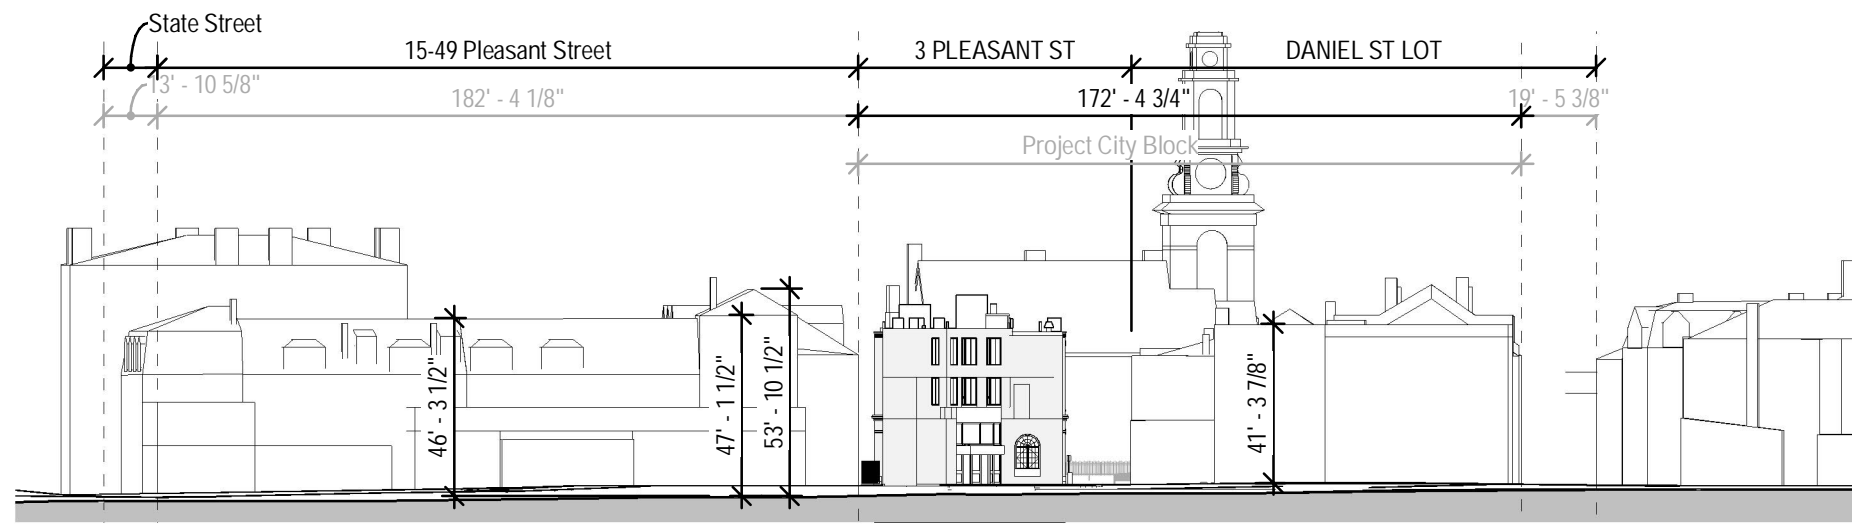 State Street
15-49 Pleasant Street
3 PLEASANT ST
DANIEL ST LOT
13' - 10 5/8"
182' - 4 1/8"
172' - 4 3/4"
19' - 5 3/8"
Project City Block
46' - 3 1/2"
47' - 1 1/2"
53' - 10 1/2"
41' - 3 7/8"